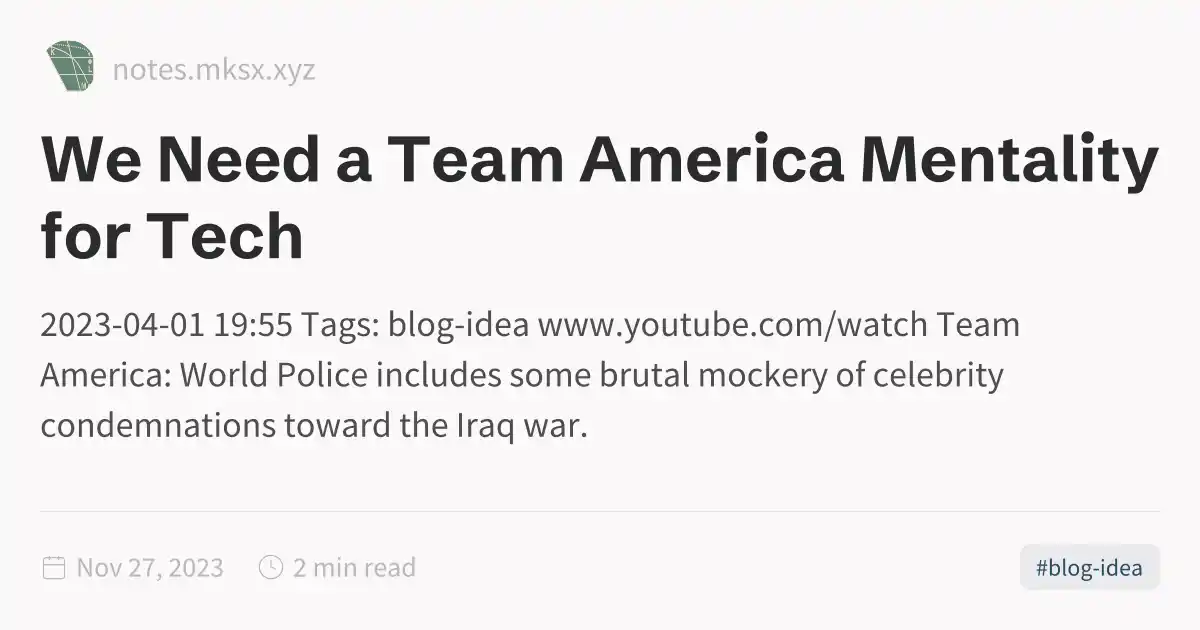 notes.mksx.xyz
We Need a Team America Mentality
for Tech
2023-04-01 19:55 Tags: blog-idea www.youtube.com/watch Team
America: World Police includes some brutal mockery of celebrity
condemnations toward the Iraq war.
Nov 27, 2023 2 min read #blog-idea